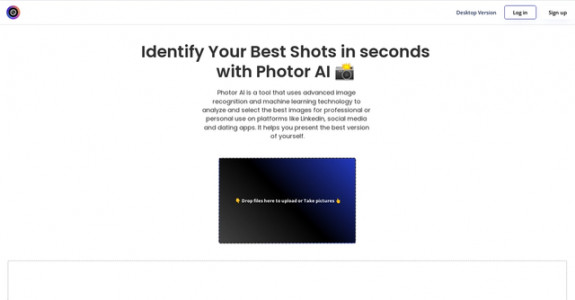 Desktop Version Log in Sign up
Identify Your Best Shots in seconds
with Photor AI 📸
Photor AI is a tool that uses advanced image
recognition and machine learning technology to
analyze and select the best images for professional or
personal use on platforms like Linkedin, social media
and dating apps. It helps you present the best version
of yourself.
👇 Drop files here to upload or Take pictures 👆